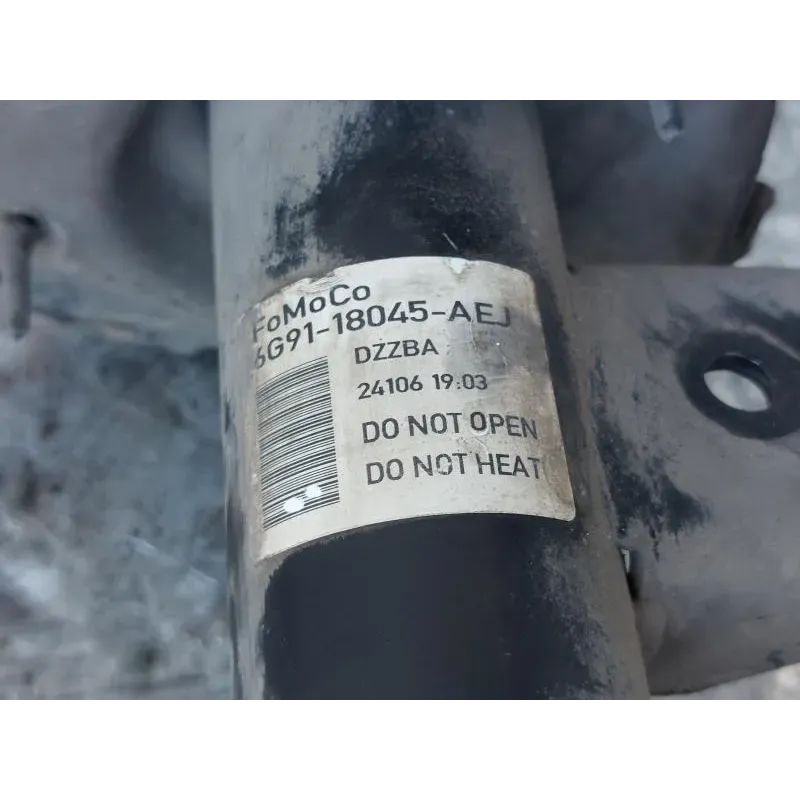 FoMoCo
6G91-18045-AEJ
DZZBA
24106 19:03
DO NOT OPEN
DO NOT HEAT